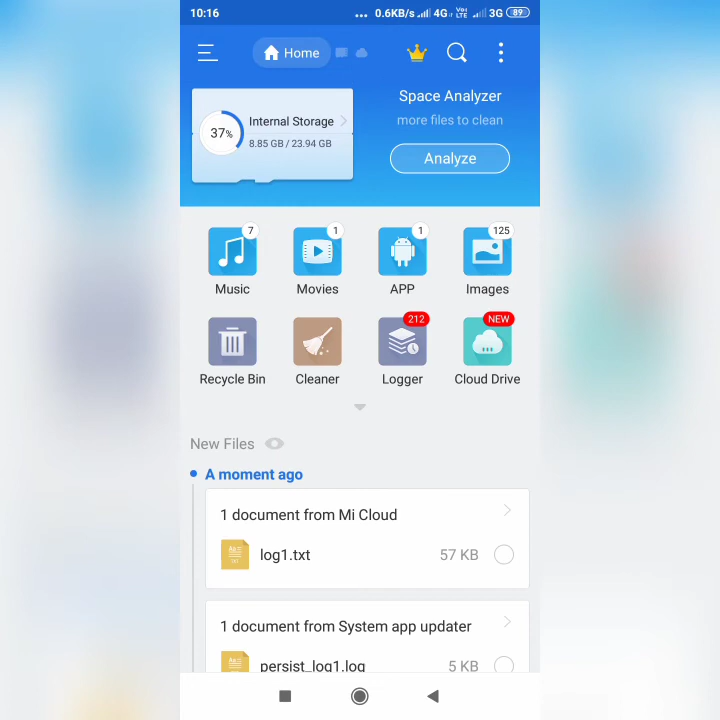 10:16
... 0.6KB/s 4G Vo) LTE 3G 89
Home
Internal Storage
37%
8.85 GB / 23.94 GB
Space Analyzer
more files to clean
Analyze
7 1 1 125
Music Movies APP Images
212 NEW
Recycle Bin Cleaner Logger Cloud Drive
New Files
A moment ago
1 document from Mi Cloud
TXT log1.txt 57 KB
1 document from System app updater
persist_log1.log 5 KB